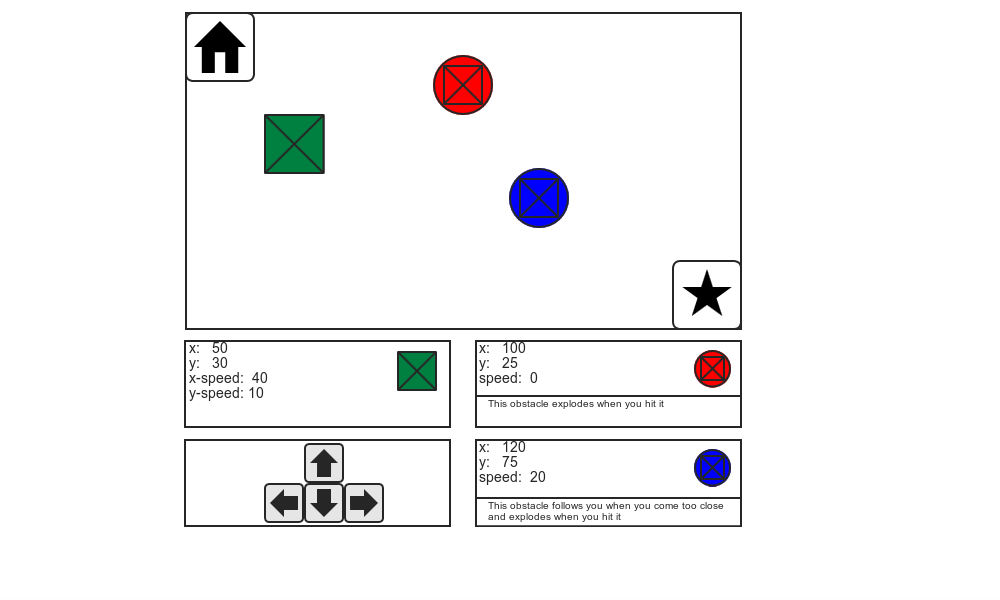 x: 50
y: 30
x-speed: 40
y-speed: 10
x: 100
y: 25
speed: 0
This obstacle explodes when you hit it
x: 120
y: 75
speed: 20
This obstacle follows you when you come too close
and explodes when you hit it